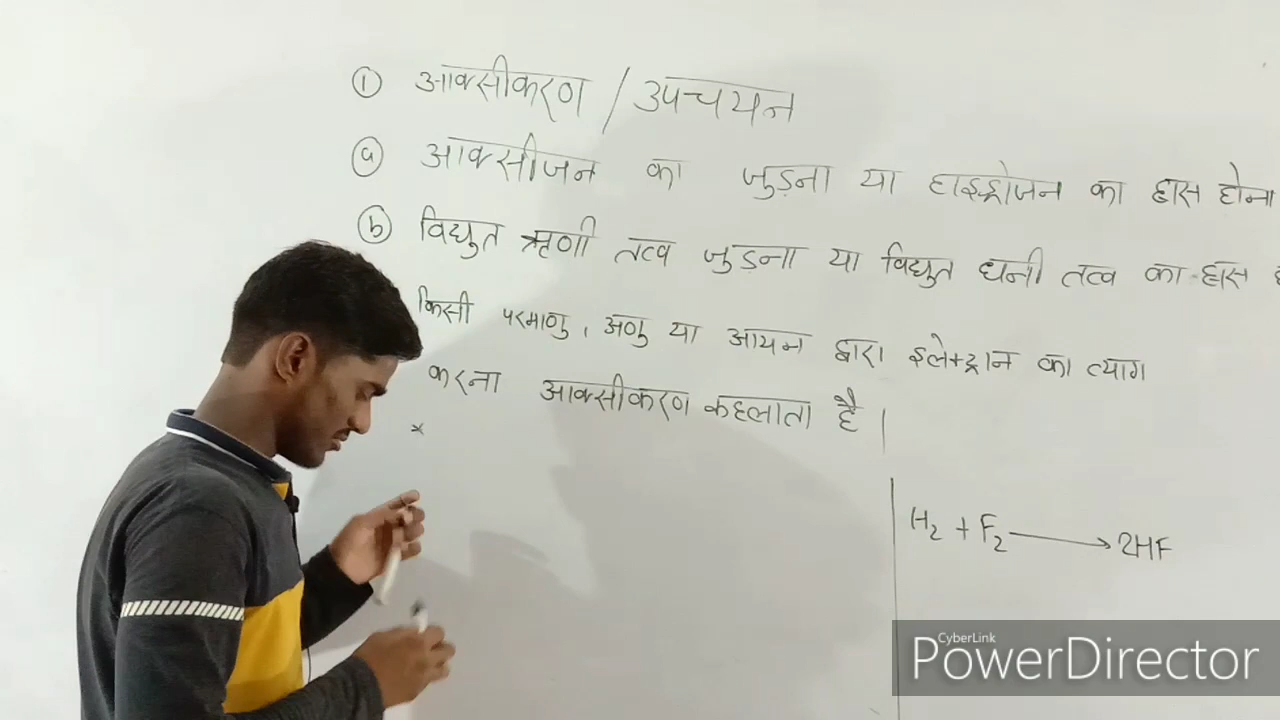 ① आक्सीकरण / उपचयन
ⓐ आक्सीजन का जुड़ना या हाइड्रोजन का ह्रास होना
ⓑ विद्युत ऋणी तत्व जुड़ना या विद्युत धनी तत्व का ह्रास
किसी परमाणु, अणु या आयन द्वारा इलेक्ट्रान का त्याग
करना आक्सीकरण कहलाता है |
*
H₂ + F₂ ⟶ 2HF
CyberLink
PowerDirector